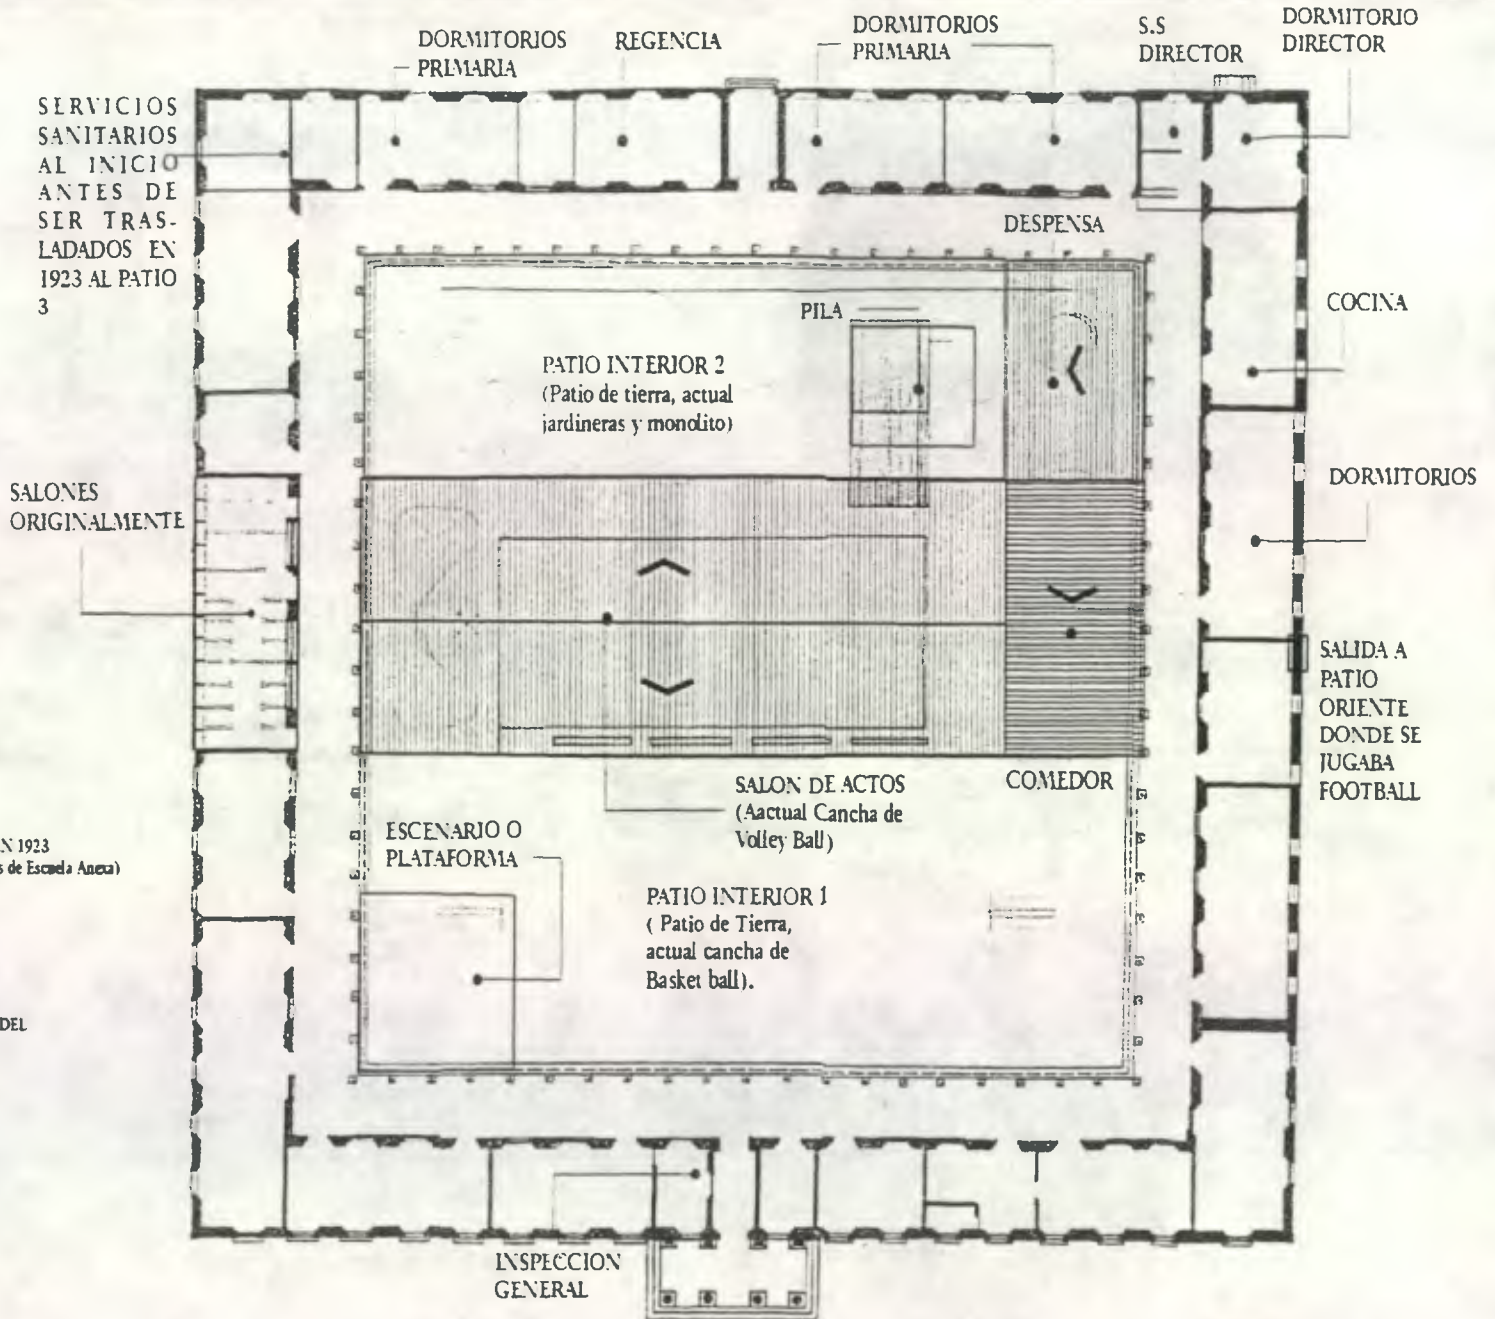 DORMITORIOS
PRIMARIA
REGENCIA
DORMITORIOS
PRIMARIA
S.S
DIRECTOR
DORMITORIO
DIRECTOR
SERVICIOS
SANITARIOS
AL INICIO
ANTES DE
SER TRAS-
LADADOS EN
1923 AL PATIO
3
DESPENSA
PILA
COCINA
PATIO INTERIOR 2
(Patio de tierra, actual
jardineras y monolito)
SALONES
ORIGINALMENTE
DORMITORIOS
SALIDA A
PATIO
ORIENTE
DONDE SE
JUGABA
FOOTBALL
SALON DE ACTOS
(Aactual Cancha de
Volley Ball)
COMEDOR
ESCENARIO O
PLATAFORMA
N 1923
s de Escuela Anexa)
PATIO INTERIOR 1
( Patio de Tierra,
actual cancha de
Basket ball).
DEL
INSPECCION
GENERAL